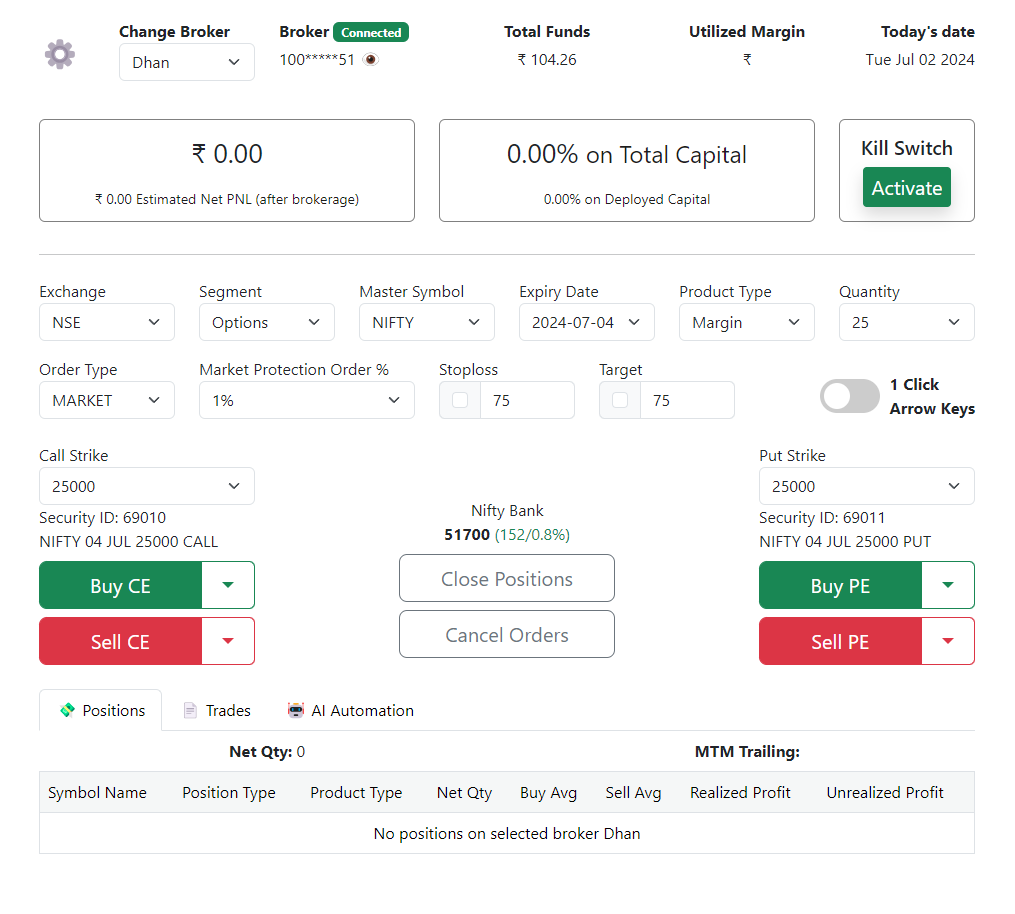 Change Broker
Dhan
Broker Connected
100*****51
Total Funds
₹ 104.26
Utilized Margin
₹
Today's date
Tue Jul 02 2024
₹ 0.00
₹ 0.00 Estimated Net PNL (after brokerage)
0.00% on Total Capital
0.00% on Deployed Capital
Kill Switch
Activate
Exchange
NSE
Segment
Options
Master Symbol
NIFTY
Expiry Date
2024-07-04
Product Type
Margin
Quantity
25
Order Type
MARKET
Market Protection Order %
1%
Stoploss
75
Target
75
1 Click
Arrow Keys
Call Strike
25000
Security ID: 69010
NIFTY 04 JUL 25000 CALL
Buy CE
Sell CE
Nifty Bank
51700 (152/0.8%)
Close Positions
Cancel Orders
Put Strike
25000
Security ID: 69011
NIFTY 04 JUL 25000 PUT
Buy PE
Sell PE
Positions
Trades
AI Automation
Net Qty: 0
MTM Trailing:
Symbol Name Position Type Product Type Net Qty Buy Avg Sell Avg Realized Profit Unrealized Profit
No positions on selected broker Dhan